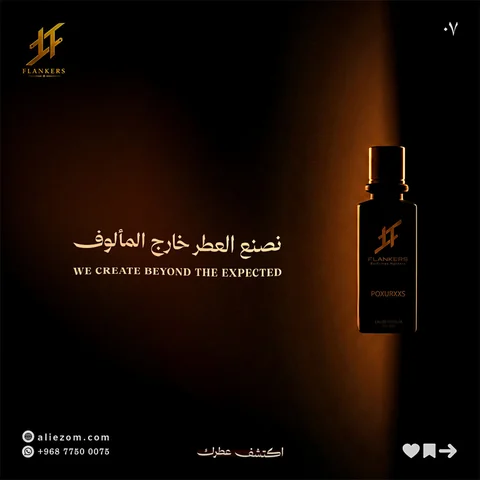 FLANKERS
٠٧
نصنع العطر خارج المألوف
WE CREATE BEYOND THE EXPECTED
FLANKERS
POXURXXS
aliezom.com
+968 7750 0075
اكتشف عطرك